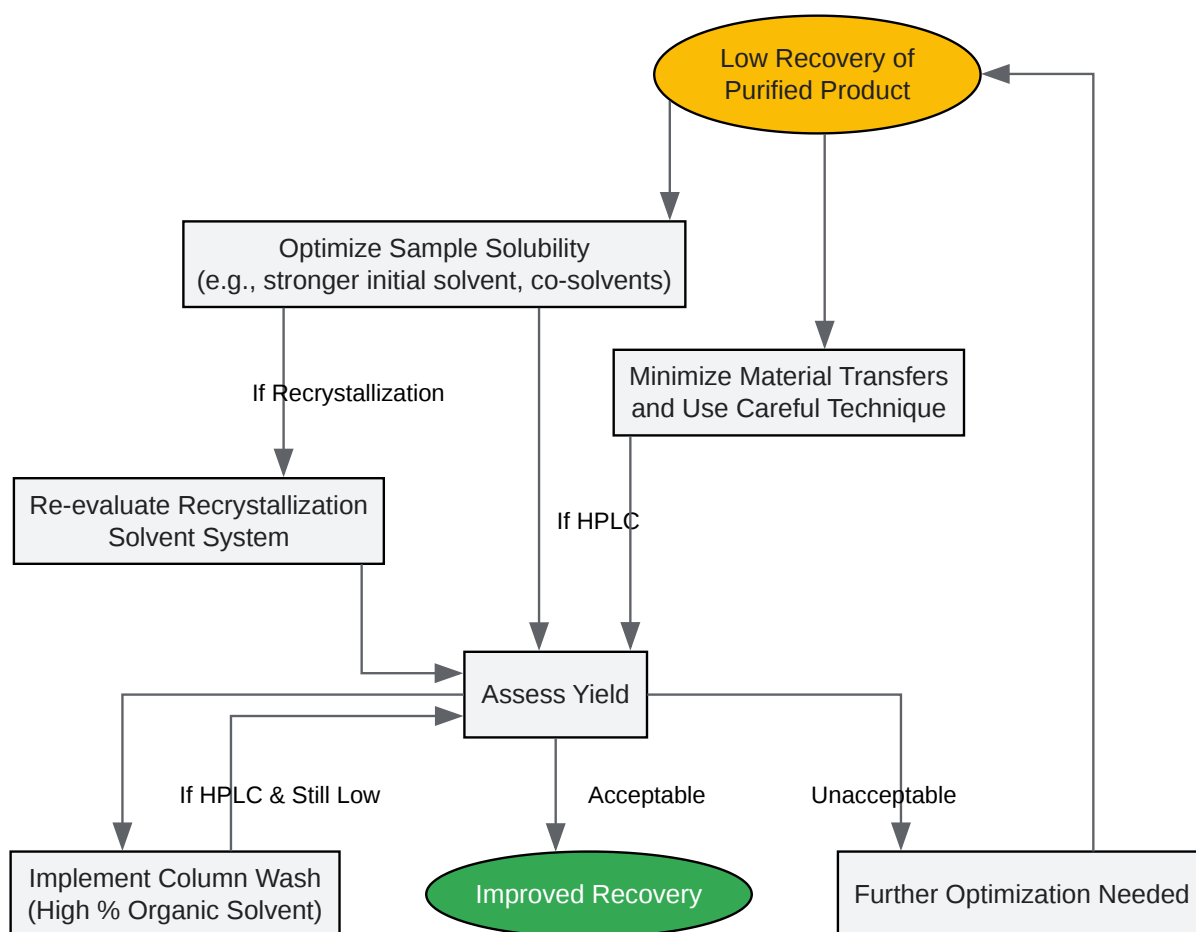 Low Recovery of
Purified Product
Optimize Sample Solubility
(e.g., stronger initial solvent, co-solvents)
Minimize Material Transfers
and Use Careful Technique
If Recrystallization
Re-evaluate Recrystallization
Solvent System
If HPLC
Assess Yield
If HPLC & Still Low
Acceptable
Unacceptable
Implement Column Wash
(High % Organic Solvent)
Improved Recovery
Further Optimization Needed